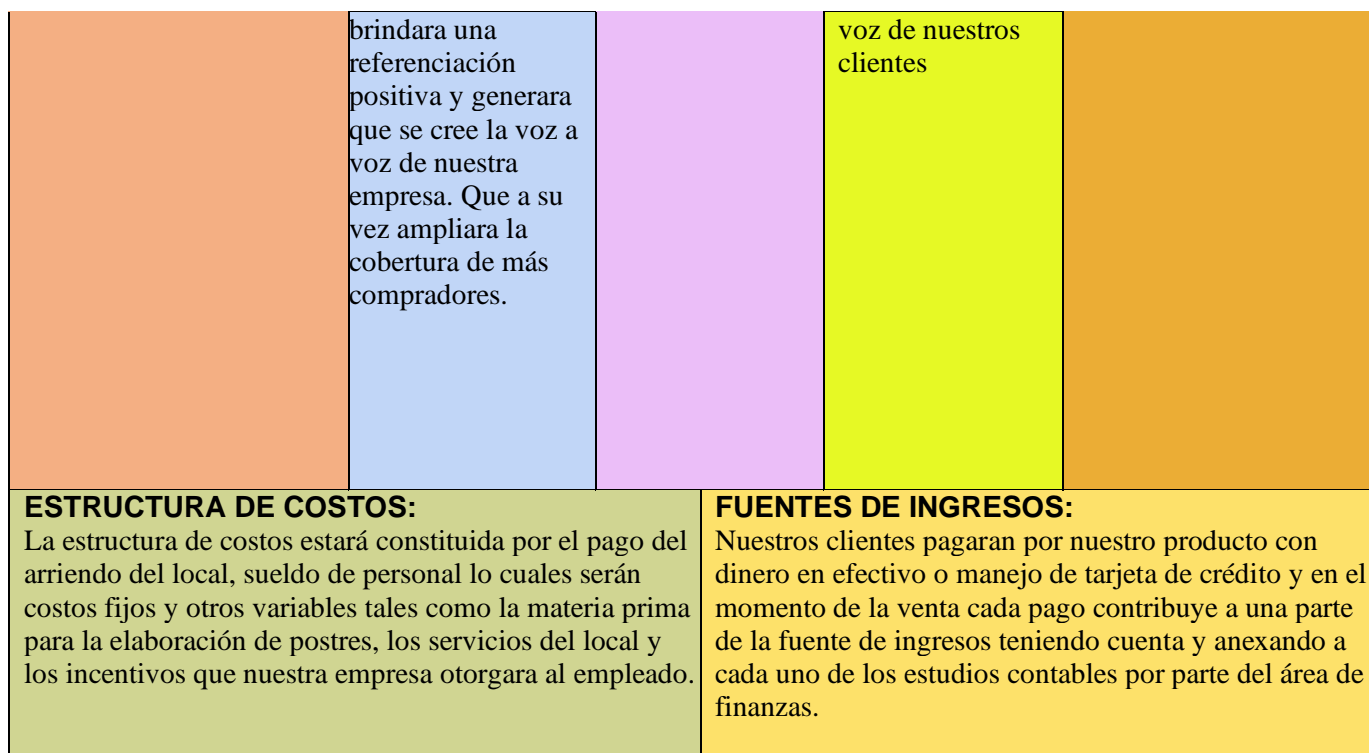 brindara una
referenciación
positiva y generara
que se cree la voz a
voz de nuestra
empresa. Que a su
vez ampliara la
cobertura de más
compradores.
voz de nuestros
clientes
ESTRUCTURA DE COSTOS:
La estructura de costos estará constituida por el pago del
arriendo del local, sueldo de personal lo cuales serán
costos fijos y otros variables tales como la materia prima
para la elaboración de postres, los servicios del local y
los incentivos que nuestra empresa otorgara al empleado.
FUENTES DE INGRESOS:
Nuestros clientes pagaran por nuestro producto con
dinero en efectivo o manejo de tarjeta de crédito y en el
momento de la venta cada pago contribuye a una parte
de la fuente de ingresos teniendo cuenta y anexando a
cada uno de los estudios contables por parte del área de
finanzas.